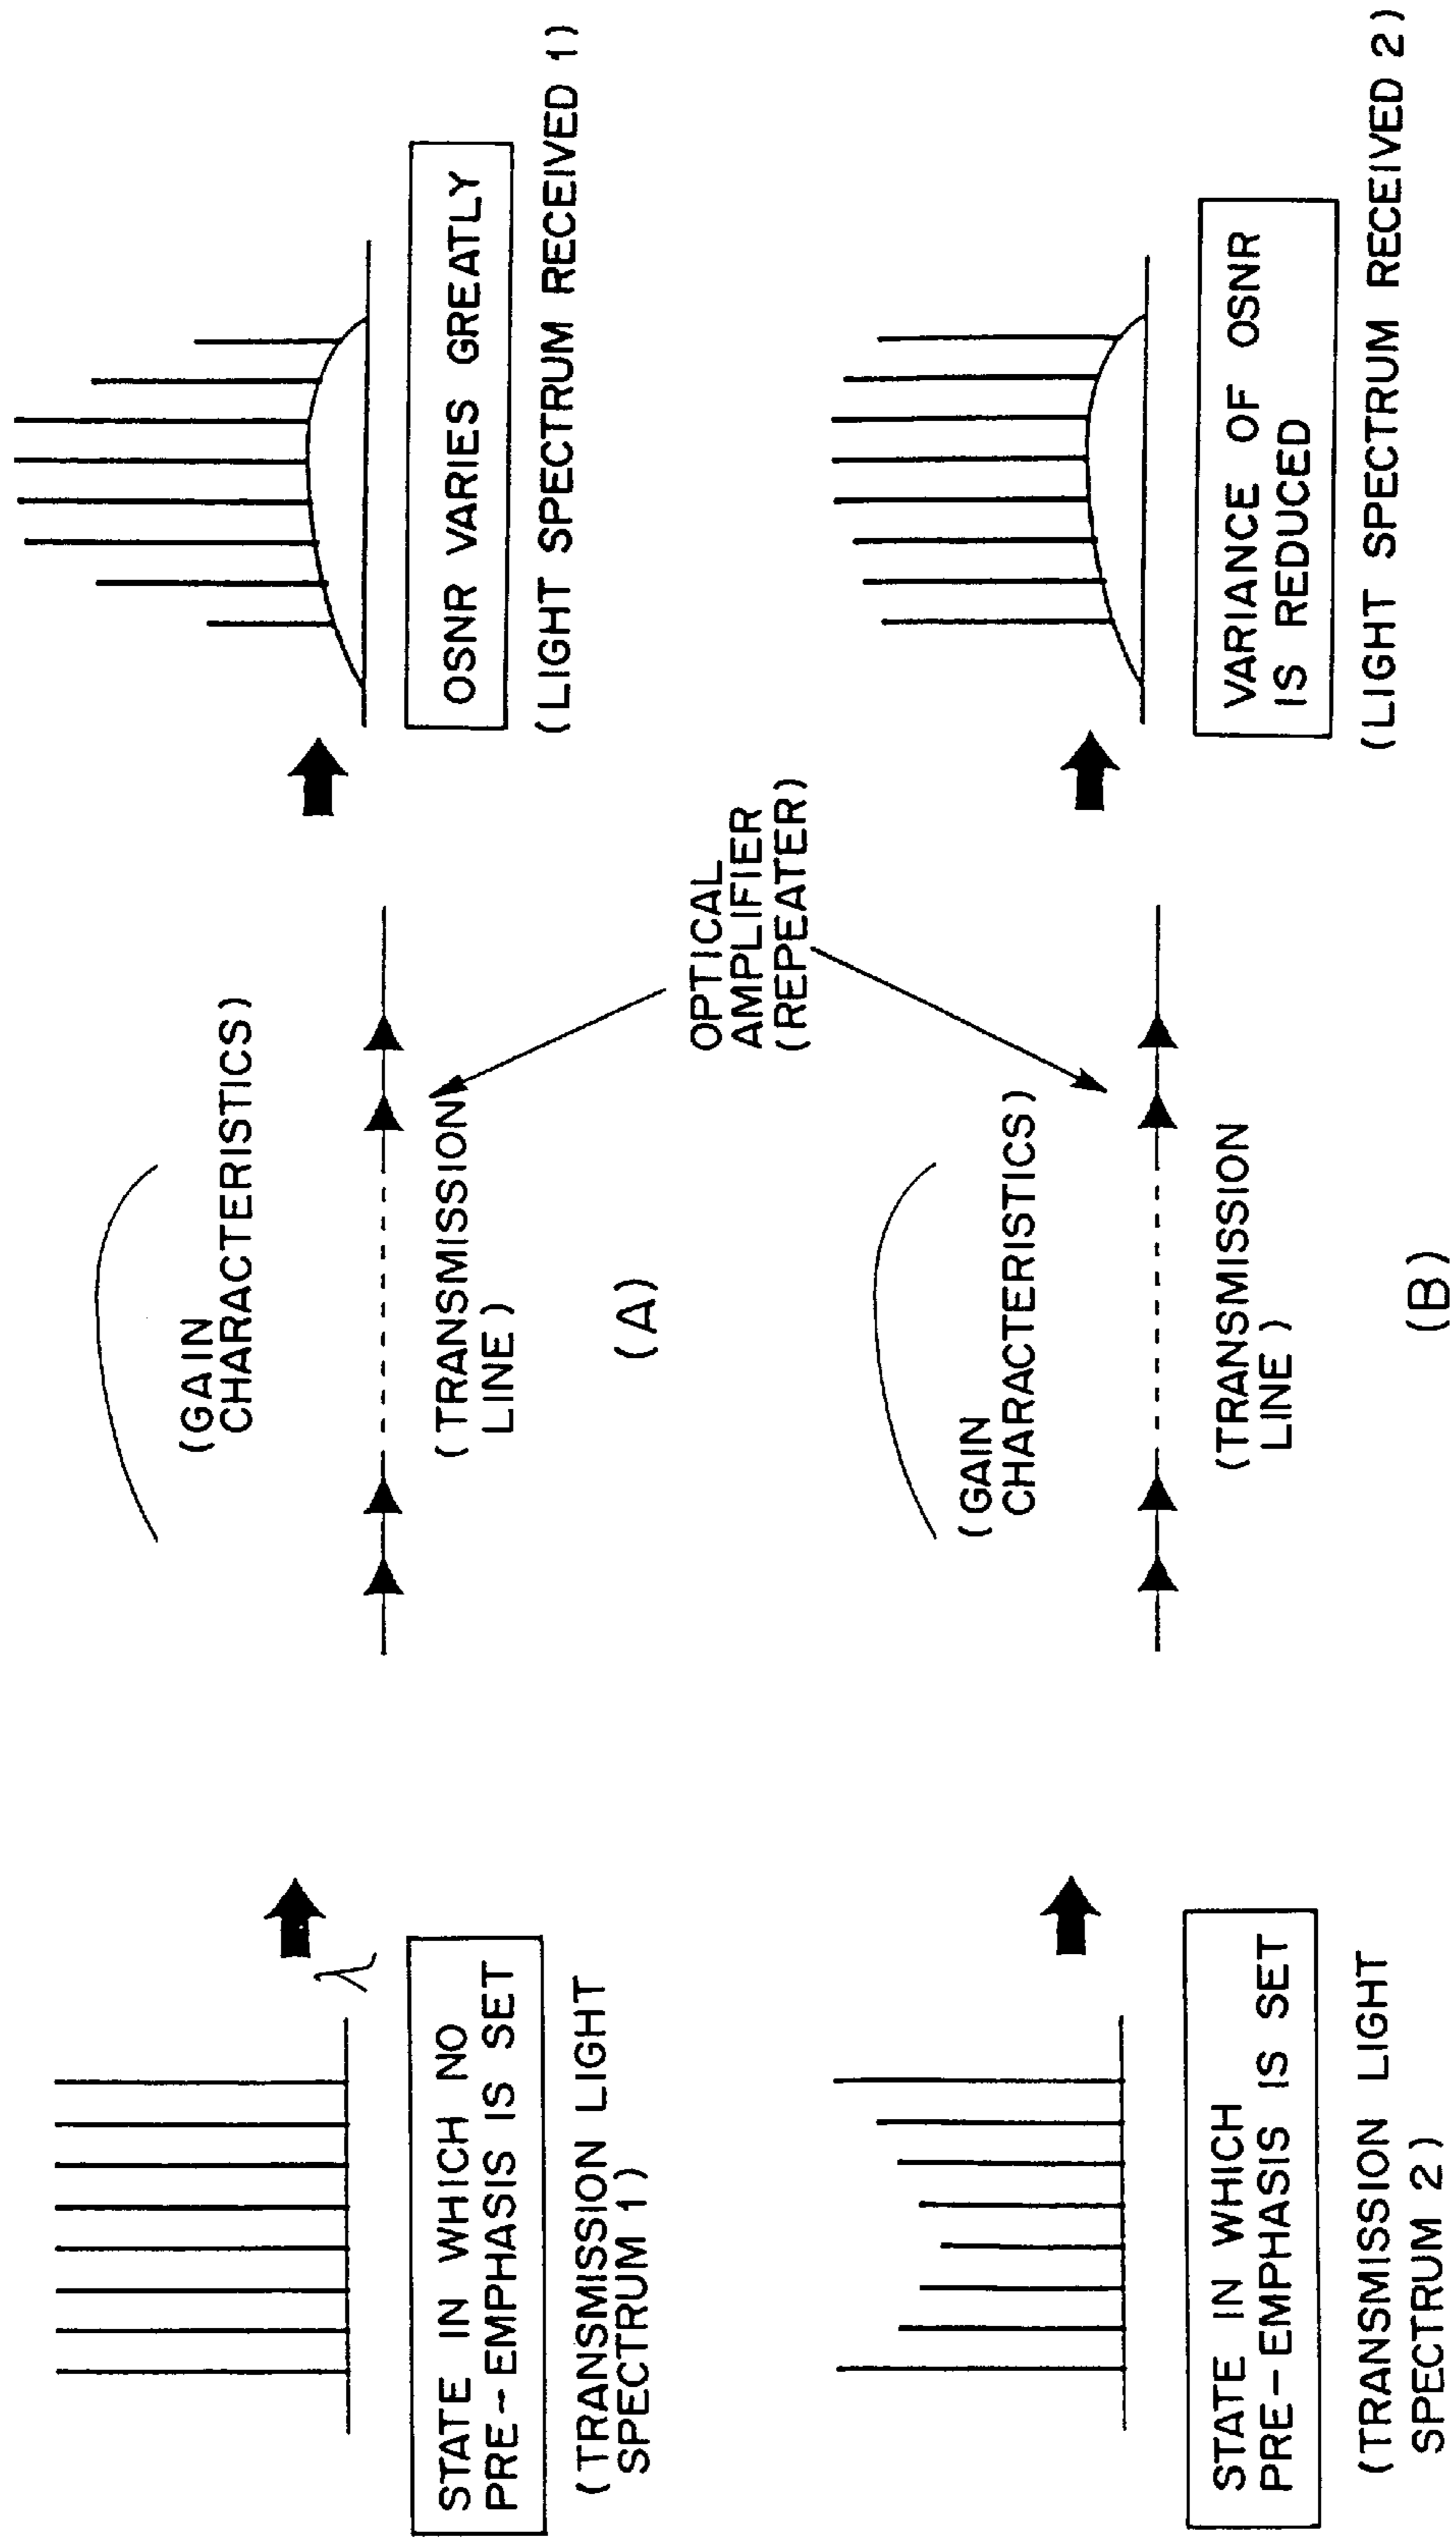 STATE IN WHICH NO
PRE-EMPHASIS IS SET
(TRANSMISSION LIGHT
SPECTRUM 1)
λ
(GAIN
CHARACTERISTICS)
(TRANSMISSION
LINE)
(A)
OSNR VARIES GREATLY
(LIGHT SPECTRUM RECEIVED 1)
OPTICAL
AMPLIFIER
(REPEATER)
STATE IN WHICH
PRE-EMPHASIS IS SET
(TRANSMISSION LIGHT
SPECTRUM 2)
(GAIN
CHARACTERISTICS)
(TRANSMISSION
LINE)
(B)
VARIANCE OF OSNR
IS REDUCED
(LIGHT SPECTRUM RECEIVED 2)